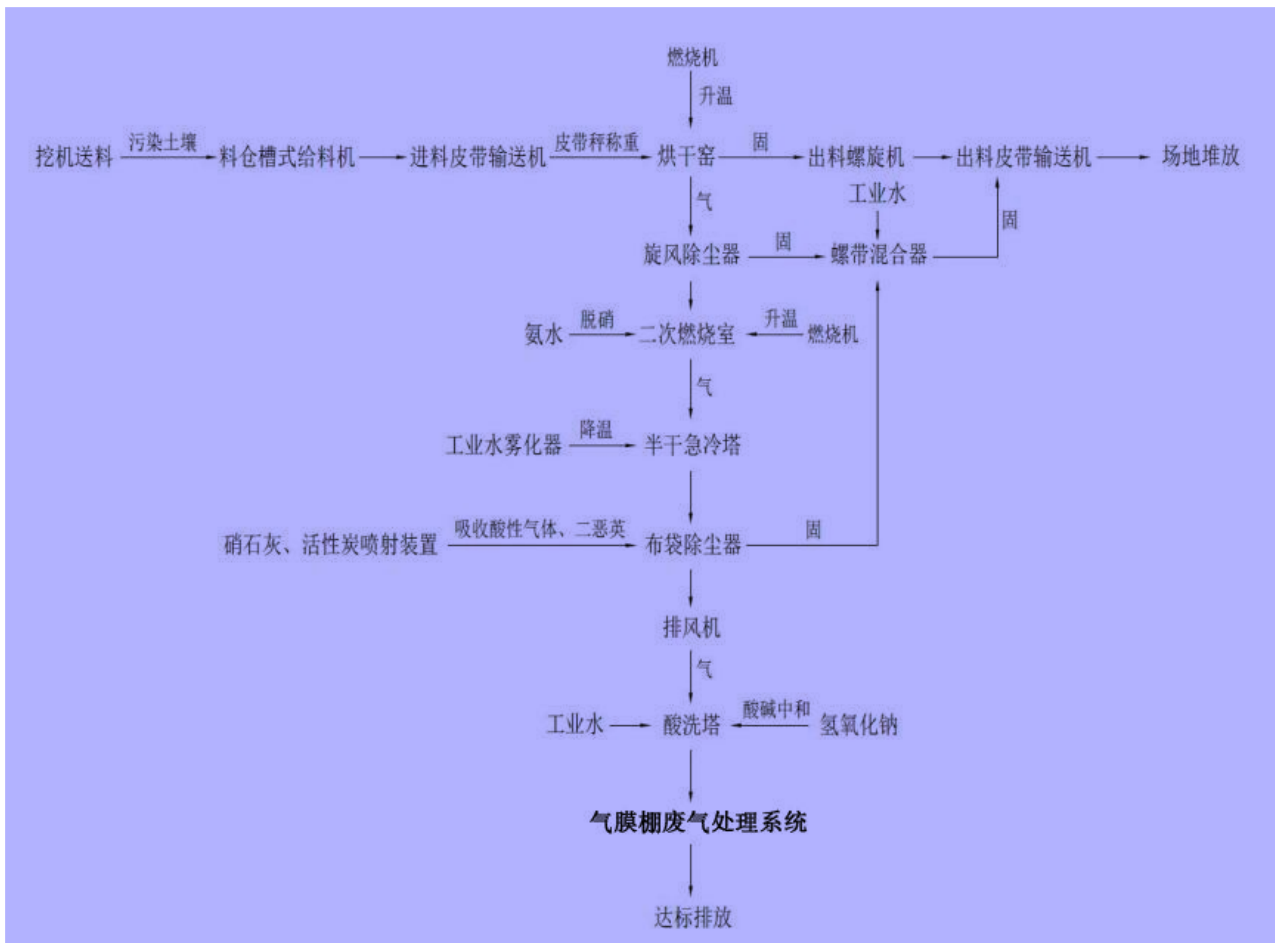 燃烧机
升温
挖机送料 污染土壤 料仓槽式给料机 进料皮带输送机 皮带秤称重 烘干窑 固 出料螺旋机 出料皮带输送机 场地堆放
气 工业水
固
旋风除尘器 固 螺带混合器
氨水 脱硝 二次燃烧室 升温 燃烧机
气
工业水雾化器 降温 半干急冷塔
硝石灰、活性炭喷射装置 吸收酸性气体、二恶英 布袋除尘器 固
排风机
气
工业水 酸洗塔 酸碱中和 氢氧化钠
气膜棚废气处理系统
达标排放